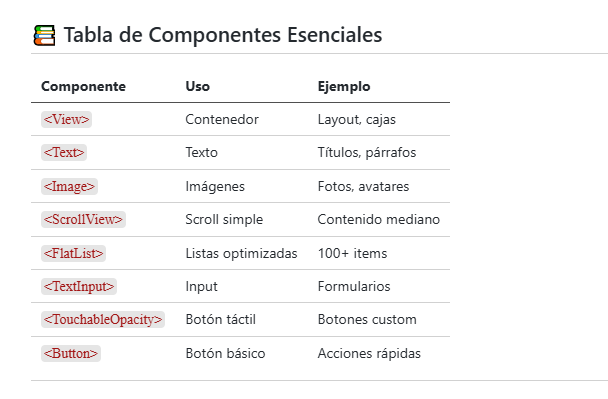 Tabla de Componentes Esenciales
Componente Uso Ejemplo
<View> Contenedor Layout, cajas
<Text> Texto Títulos, párrafos
<Image> Imágenes Fotos, avatares
<ScrollView> Scroll simple Contenido mediano
<FlatList> Listas optimizadas 100+ items
<TextInput> Input Formularios
<TouchableOpacity> Botón táctil Botones custom
<Button> Botón básico Acciones rápidas